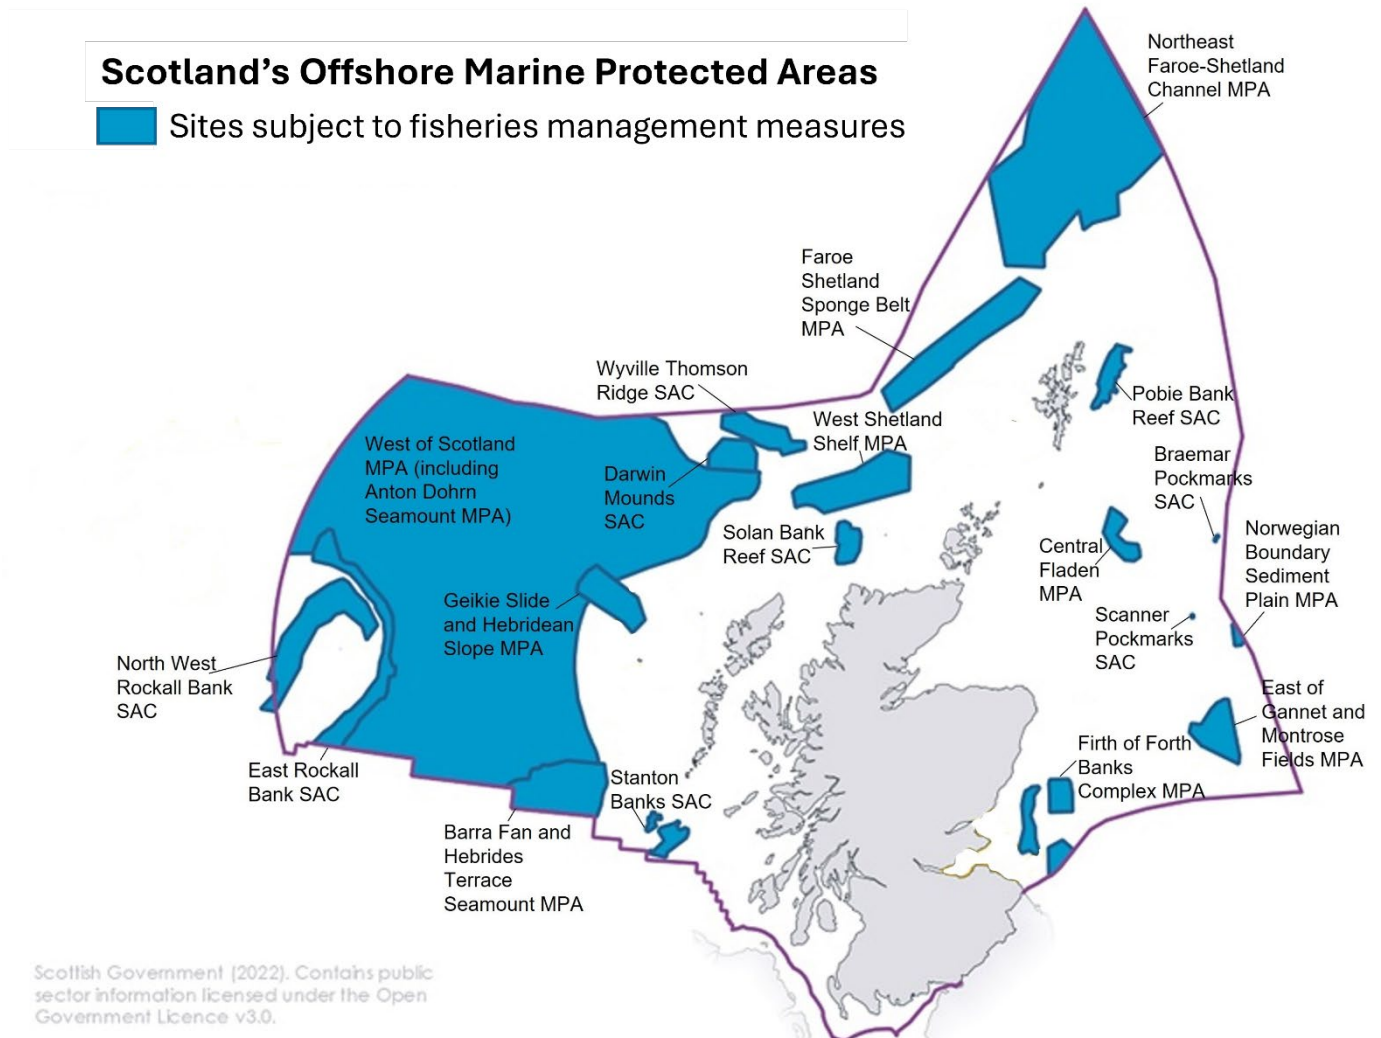 Scotland's Offshore Marine Protected Areas
Sites subject to fisheries management measures
Northeast
Faroe-Shetland
Channel MPA
Faroe
Shetland
Sponge Belt
MPA
Wyville Thomson
Ridge SAC
West Shetland
Shelf MPA
Pobie Bank
Reef SAC
West of Scotland
MPA (including
Anton Dohrn
Seamount MPA)
Darwin
Mounds
SAC
Braemar
Pockmarks
SAC
Solan Bank
Reef SAC
Central
Fladen
MPA
Norwegian
Boundary
Sediment
Plain MPA
Geikie Slide
and Hebridean
Slope MPA
Scanner
Pockmarks
SAC
North West
Rockall Bank
SAC
East of
Gannet and
Montrose
Fields MPA
East Rockall
Bank SAC
Stanton
Banks SAC
Firth of Forth
Banks
Complex MPA
Barra Fan and
Hebrides
Terrace
Seamount MPA
Scottish Government (2022). Contains public
sector information licensed under the Open
Government Licence v3.0.